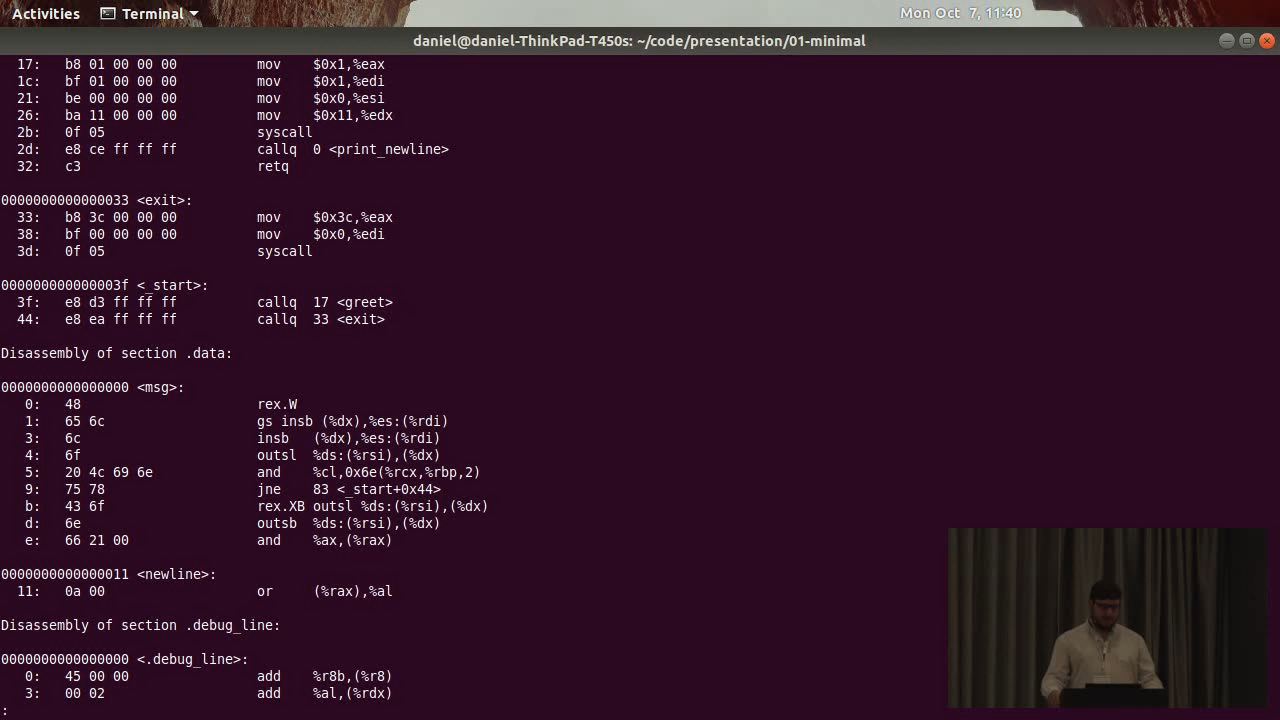 Activities Terminal Mon Oct 7, 11:40
daniel@daniel-ThinkPad-T450s: ~/code/presentation/01-minimal
17: b8 01 00 00 00 mov $0x1,%eax
1c: bf 01 00 00 00 mov $0x1,%edi
21: be 00 00 00 00 mov $0x0,%esi
26: ba 11 00 00 00 mov $0x11,%edx
2b: 0f 05 syscall
2d: e8 ce ff ff ff callq 0 <print_newline>
32: c3 retq
0000000000000033 <exit>:
33: b8 3c 00 00 00 mov $0x3c,%eax
38: bf 00 00 00 00 mov $0x0,%edi
3d: 0f 05 syscall
000000000000003f <_start>:
3f: e8 d3 ff ff ff callq 17 <greet>
44: e8 ea ff ff ff callq 33 <exit>
Disassembly of section .data:
0000000000000000 <msg>:
0: 48 rex.W
1: 65 6c gs insb (%dx),%es:(%rdi)
3: 6c insb (%dx),%es:(%rdi)
4: 6f outsl %ds:(%rsi),(%dx)
5: 20 4c 69 6e and %cl,0x6e(%rcx,%rbp,2)
9: 75 78 jne 83 <_start+0x44>
b: 43 6f rex.XB outsl %ds:(%rsi),(%dx)
d: 6e outsb %ds:(%rsi),(%dx)
e: 66 21 00 and %ax,(%rax)
0000000000000011 <newline>:
11: 0a 00 or (%rax),%al
Disassembly of section .debug_line:
0000000000000000 <.debug_line>:
0: 45 00 00 add %r8b,(%r8)
3: 00 02 add %al,(%rdx)
: